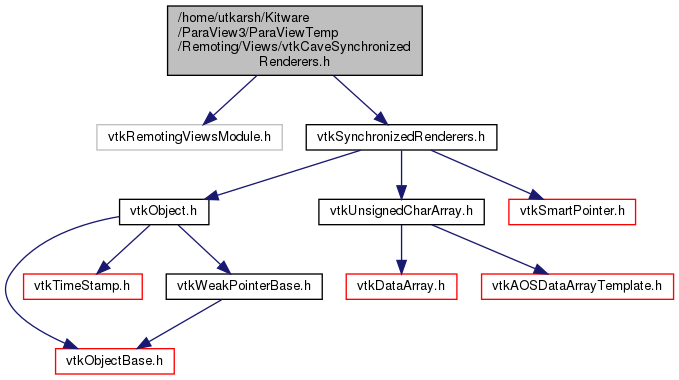 /home/utkarsh/Kitware
/ParaView3/ParaViewTemp
/Remoting/Views/vtkCaveSynchronized
Renderers.h
vtkRemotingViewsModule.h
vtkSynchronizedRenderers.h
vtkObject.h
vtkUnsignedCharArray.h
vtkSmartPointer.h
vtkTimeStamp.h
vtkWeakPointerBase.h
vtkDataArray.h
vtkAOSDataArrayTemplate.h
vtkObjectBase.h